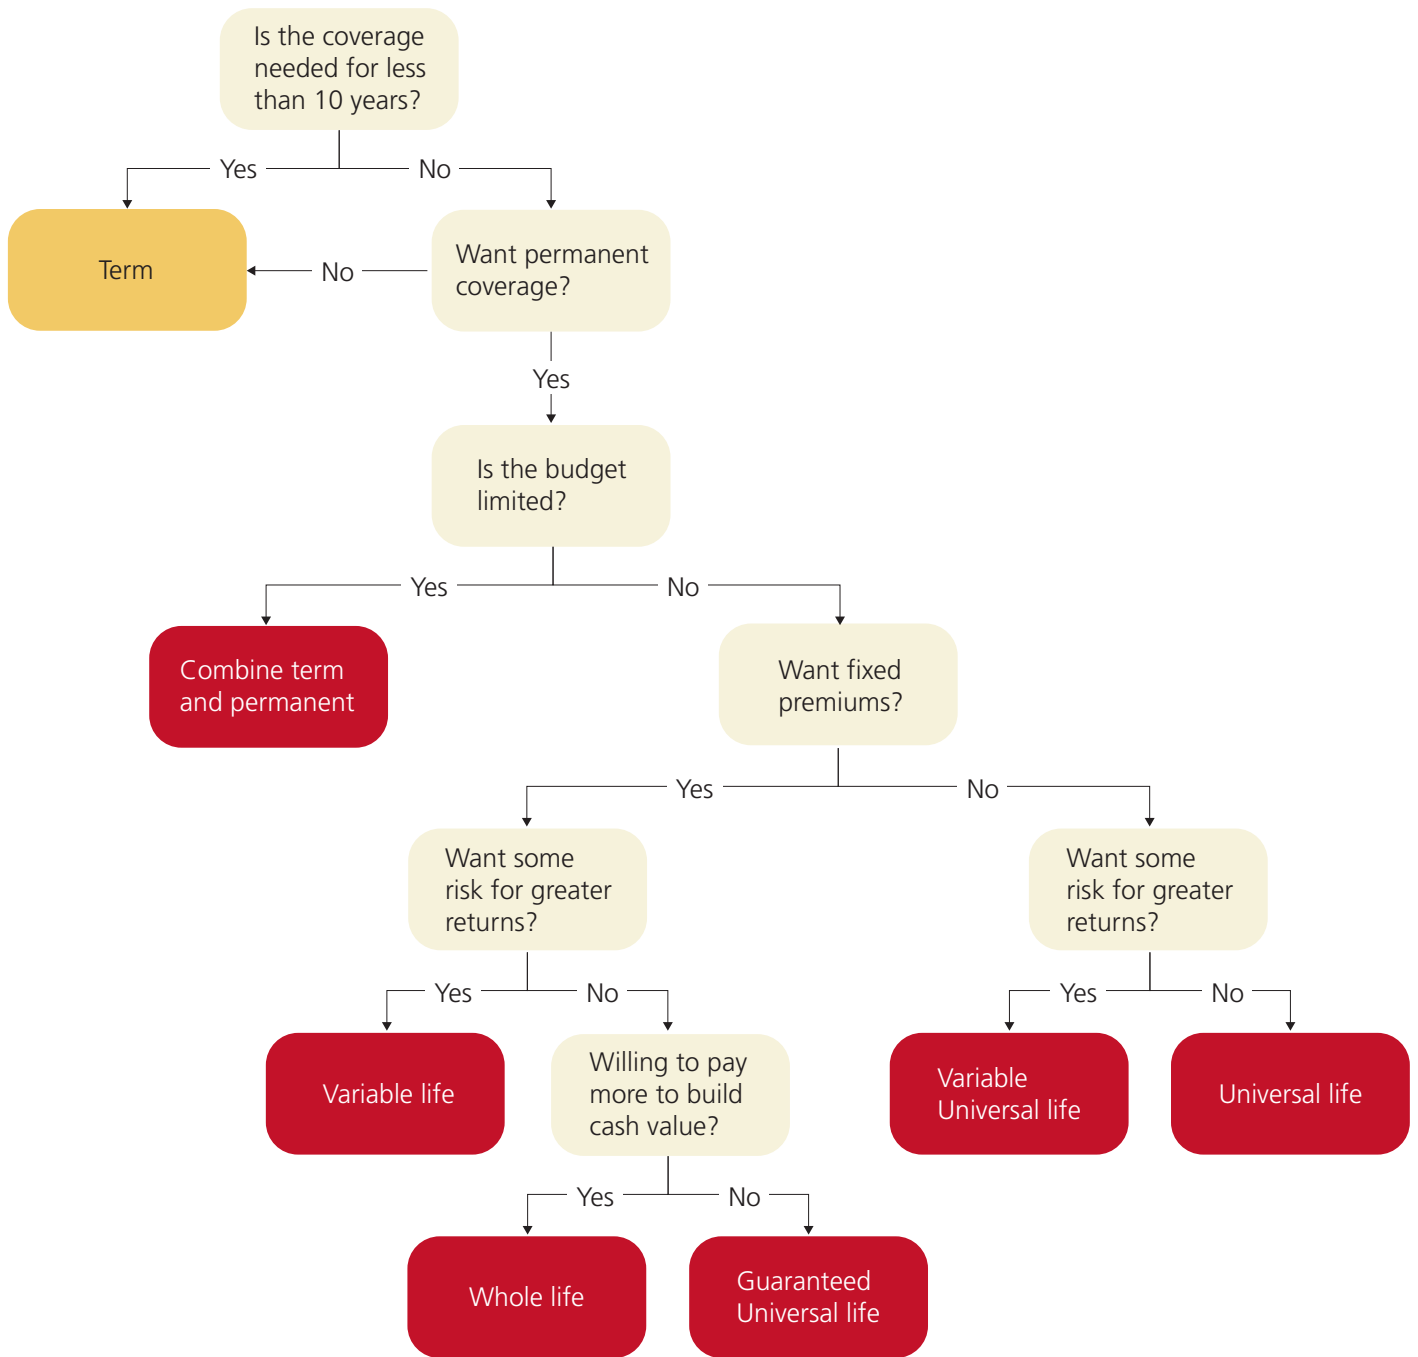 Is the coverage
needed for less
than 10 years?
Yes
No
Term
No
Want permanent
coverage?
Yes
Is the budget
limited?
Yes
No
Combine term
and permanent
Want fixed
premiums?
Yes
No
Want some
risk for greater
returns?
Want some
risk for greater
returns?
Yes
No
Yes
No
Variable life
Willing to pay
more to build
cash value?
Variable
Universal life
Universal life
Yes
No
Whole life
Guaranteed
Universal life